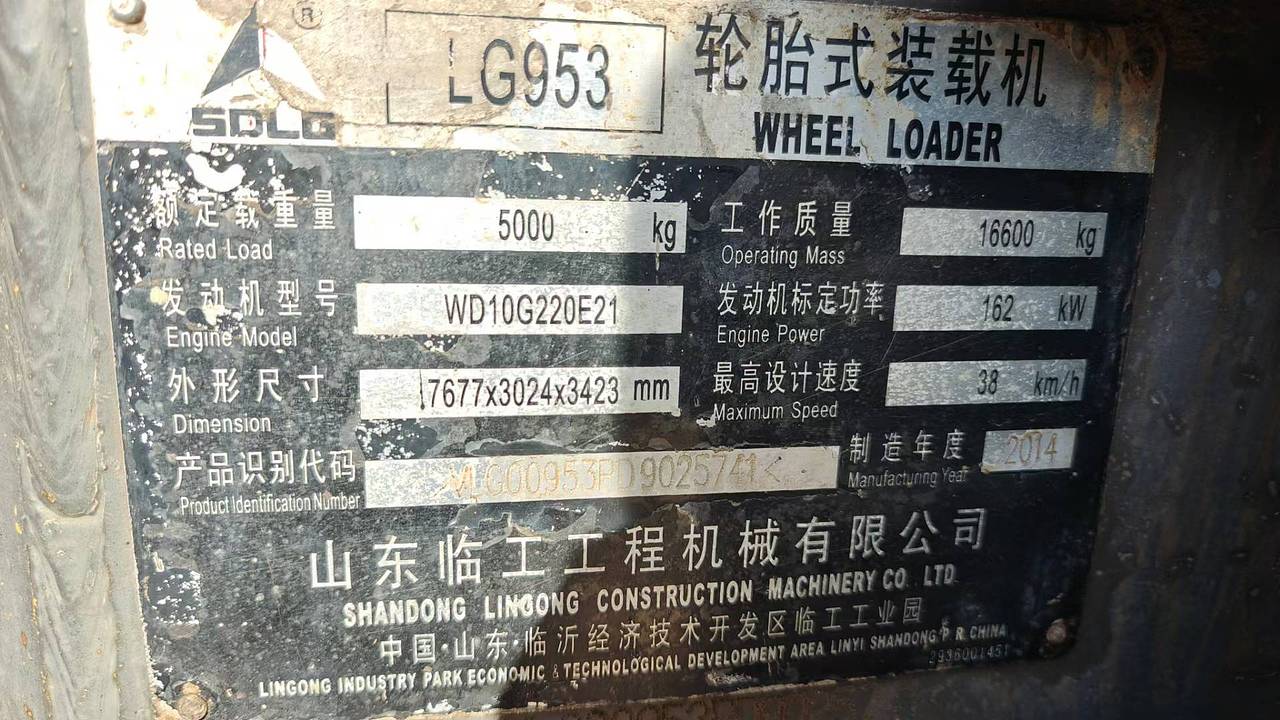 ®
SDLG
LG953
轮胎式装载机
WHEEL LOADER
额定载重量 5000 kg 工作质量 16600 kg
Rated Load Operating Mass
发动机型号 WD10G220E21 发动机标定功率 162 kW
Engine Model Engine Power
外形尺寸 7677x3024x3423 mm 最高设计速度 38 km/h
Dimension Maximum Speed
产品识别代码 制造年度 2014
Product Identification Number Manufacturing Year
山东临工工程机械有限公司
SHANDONG LINGONG CONSTRUCTION MACHINERY CO LTD
中国·山东·临沂经济技术开发区临工工业园
LINGONG INDUSTRY PARK ECONOMIC & TECHNOLOGICAL DEVELOPMENT AREA LINYI SHANDONG P R CHINA
2936001451